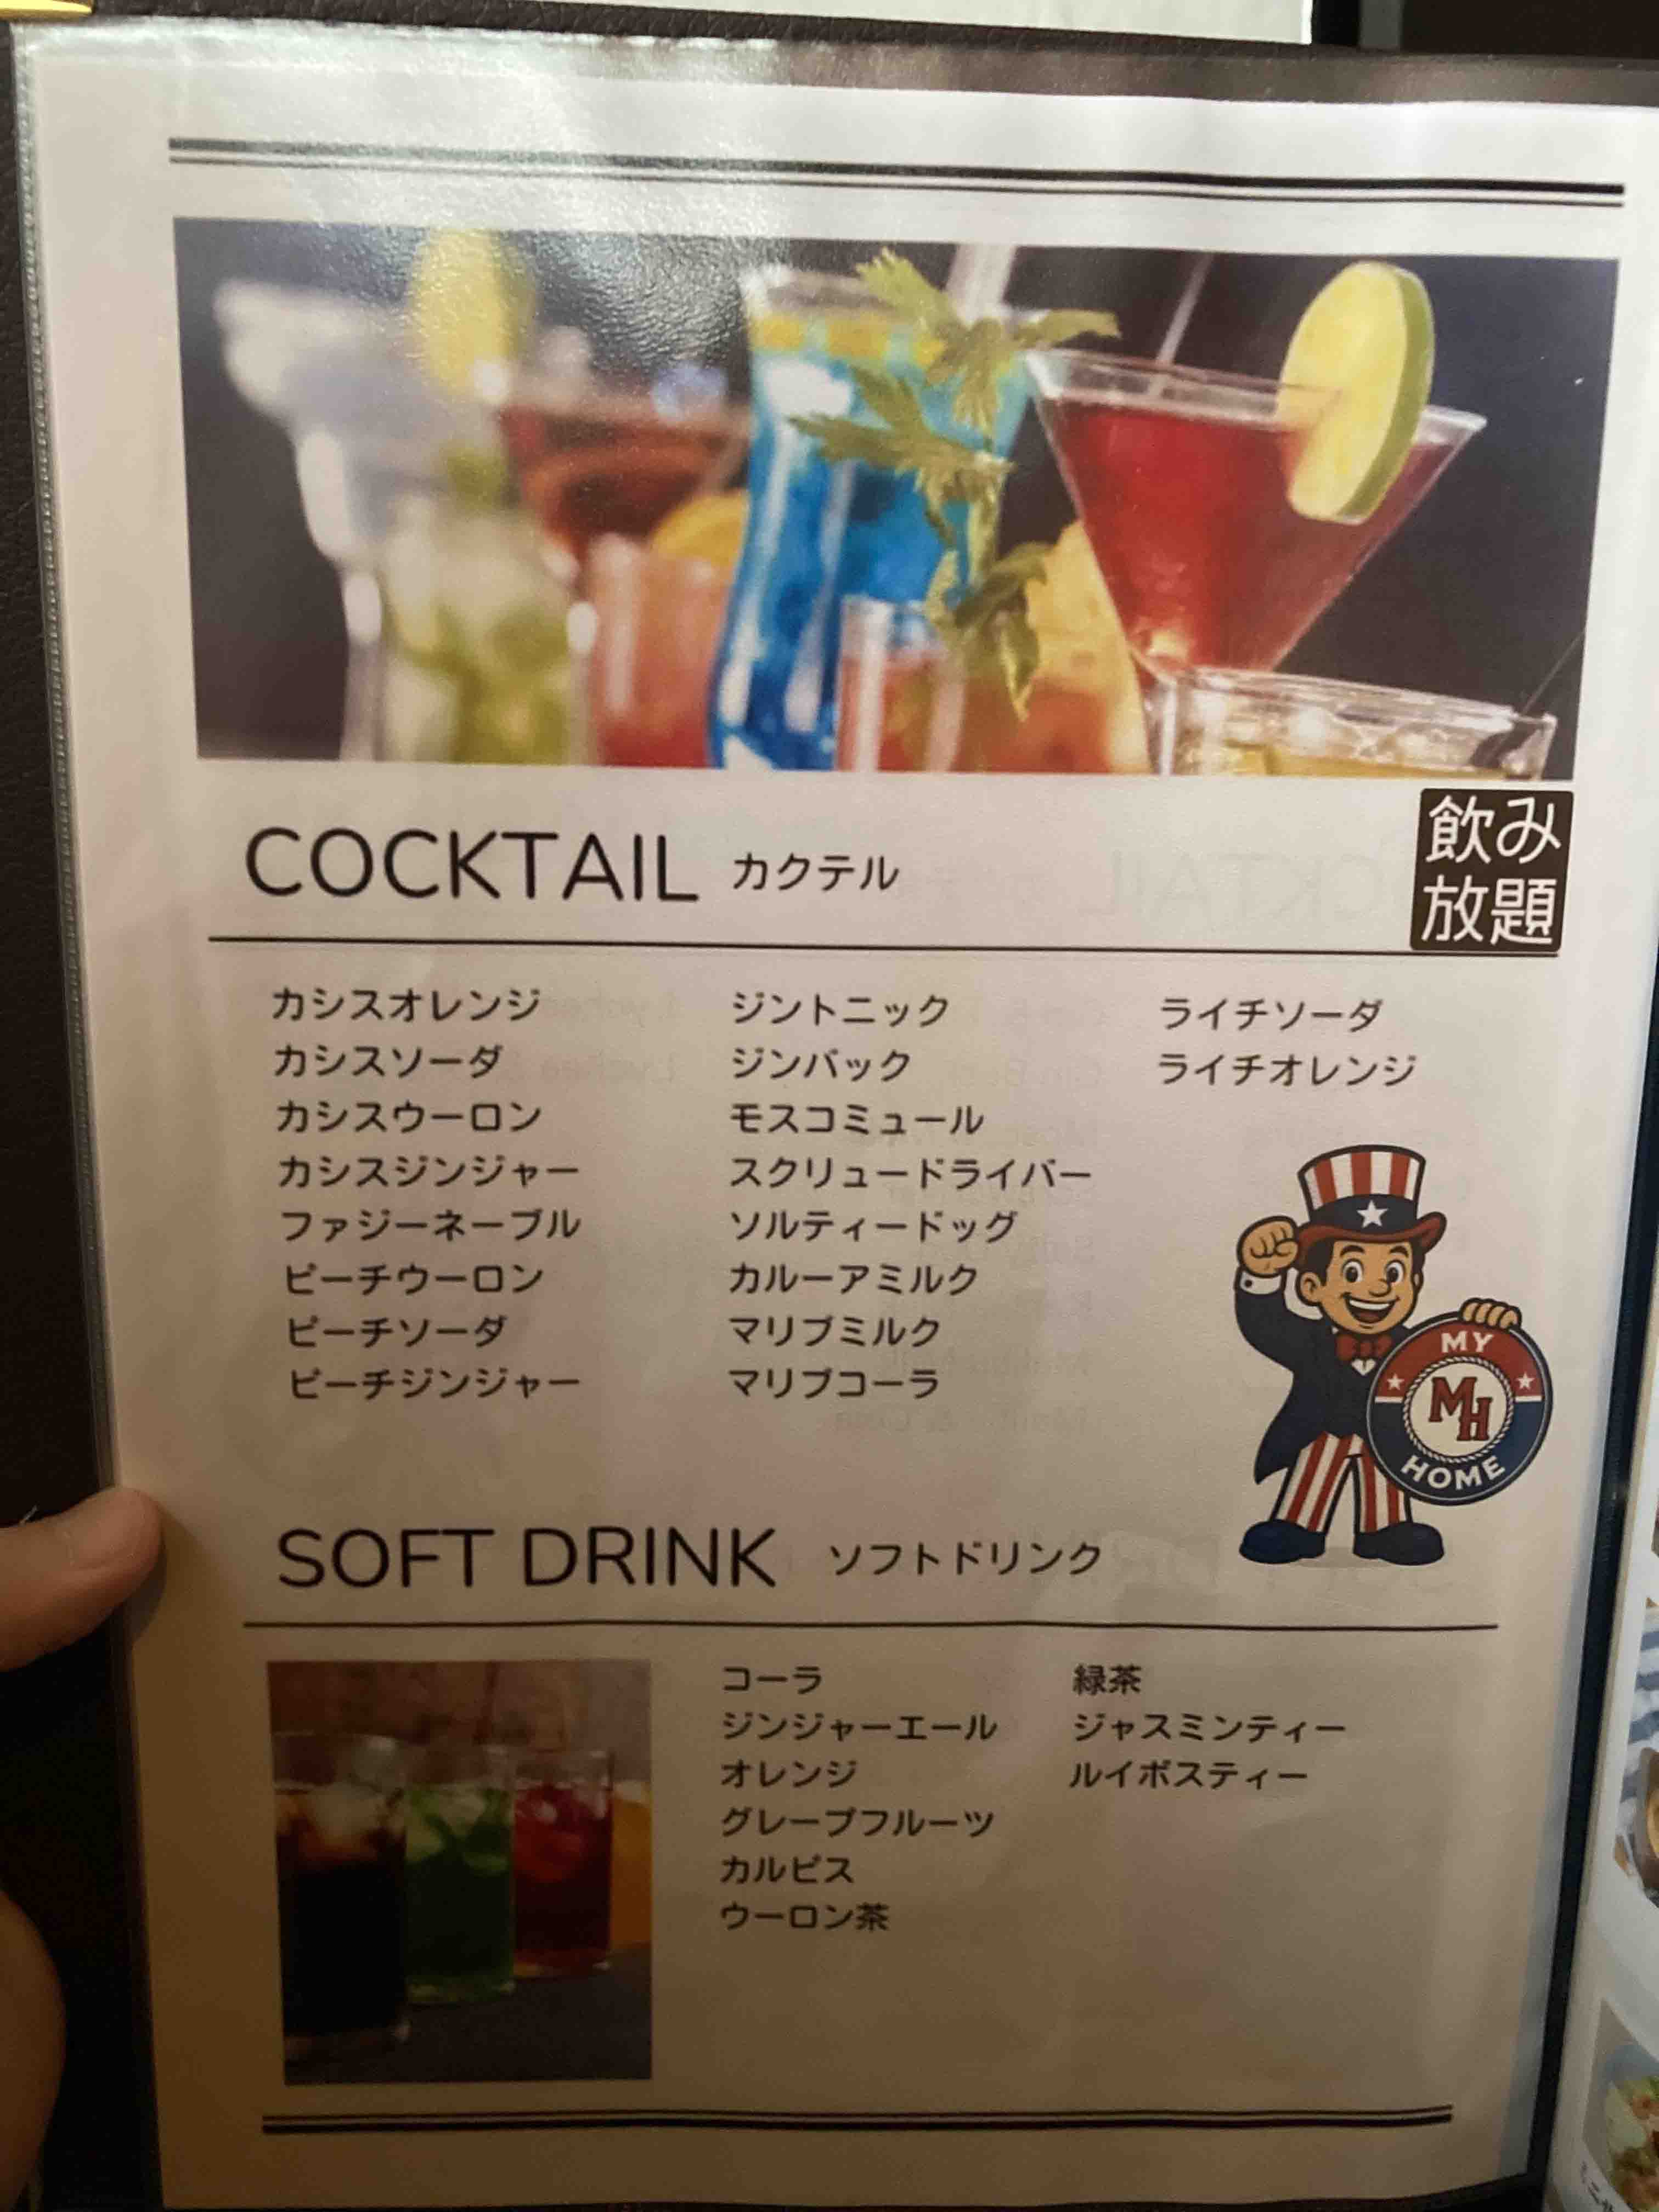 COCKTAIL カクテル
飲み
放題
カシスオレンジ
カシスソーダ
カシスウーロン
カシスジンジャー
ファジーネーブル
ピーチウーロン
ピーチソーダ
ピーチジンジャー
ジントニック
ジンバック
モスコミュール
スクリュードライバー
ソルティードッグ
カルーアミルク
マリブミルク
マリブコーラ
ライチソーダ
ライチオレンジ
MY
MH
HOME
SOFT DRINK ソフトドリンク
コーラ
ジンジャーエール
オレンジ
グレープフルーツ
カルピス
ウーロン茶
緑茶
ジャスミンティー
ルイボスティー